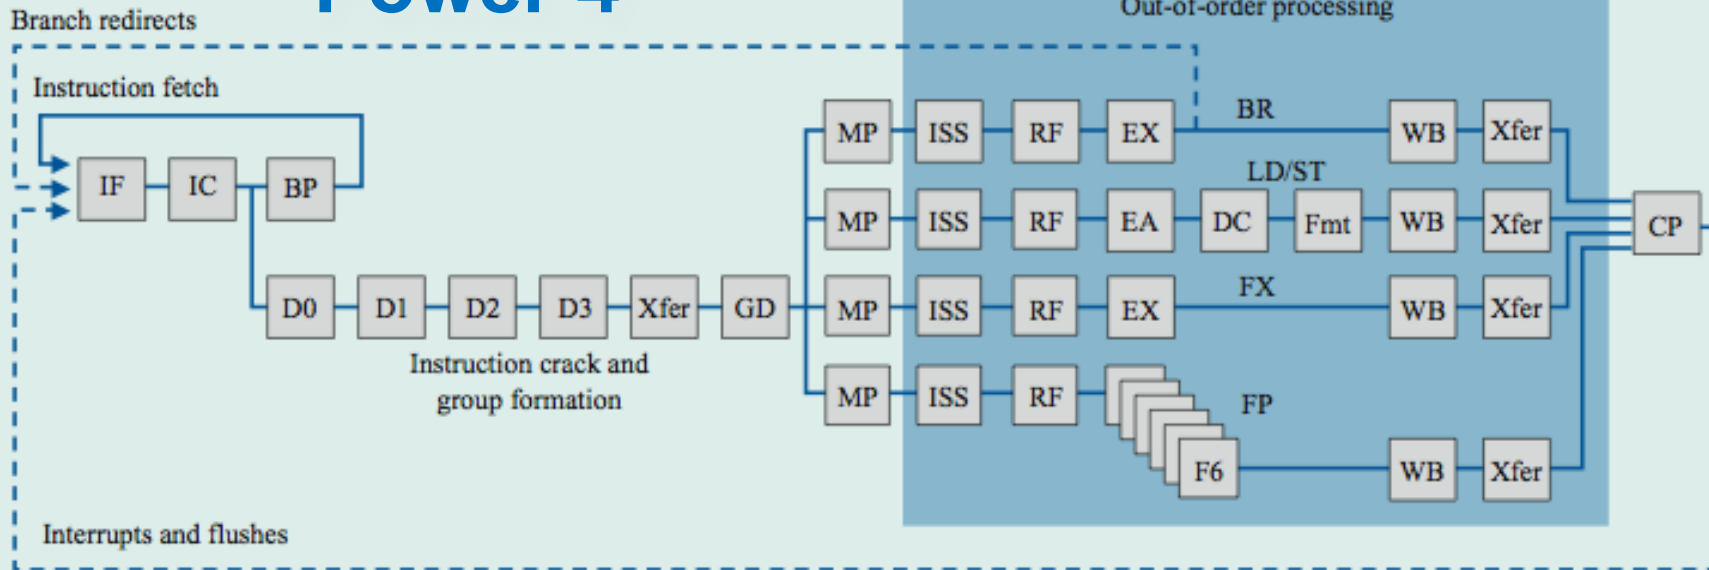 Power 4
Out-of-order processing
Branch redirects
Instruction fetch
IF IC BP
D0 D1 D2 D3 Xfer GD
Instruction crack and
group formation
MP ISS RF EX BR WB Xfer
LD/ST
MP ISS RF EA DC Fmt WB Xfer
CP
FX
MP ISS RF EX WB Xfer
MP ISS RF FP
F6 WB Xfer
Interrupts and flushes